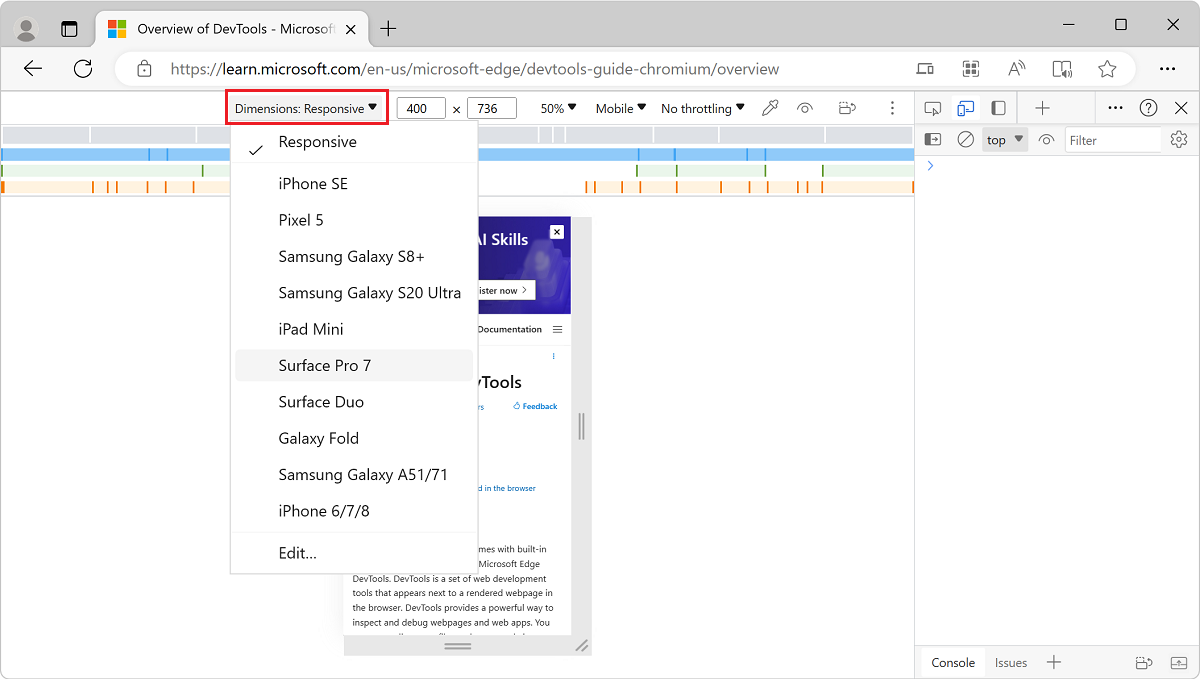 Overview of DevTools - Microsof
https://learn.microsoft.com/en-us/microsoft-edge/devtools-guide-chromium/overview
Dimensions: Responsive 400 × 736 50% Mobile No throttling
top Filter
Responsive
iPhone SE
Pixel 5
Samsung Galaxy S8+
Samsung Galaxy S20 Ultra
iPad Mini
Surface Pro 7
Surface Duo
Galaxy Fold
Samsung Galaxy A51/71
iPhone 6/7/8
Edit...
AI Skills
ister now
Documentation
Tools
rs Feedback
d in the browser
mes with built-in
Microsoft Edge
DevTools. DevTools is a set of web development
tools that appears next to a rendered webpage in
the browser. DevTools provides a powerful way to
inspect and debug webpages and web apps. You
Console Issues